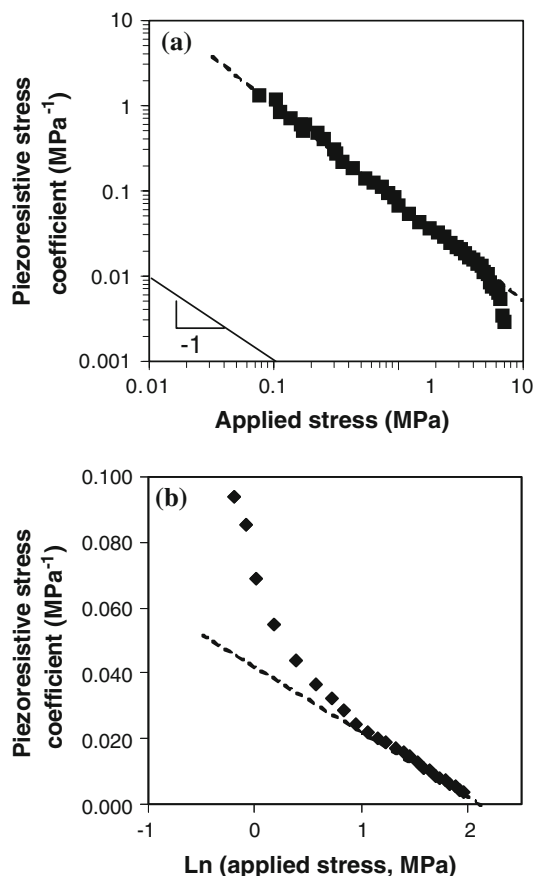 (a)
Piezoresistive stress
coefficient (MPa⁻¹)
10
1
0.1
0.01
0.001
-1
0.01 0.1 1 10
Applied stress (MPa)
(b)
Piezoresistive stress
coefficient (MPa⁻¹)
0.100
0.080
0.060
0.040
0.020
0.000
-1 0 1 2
Ln (applied stress, MPa)